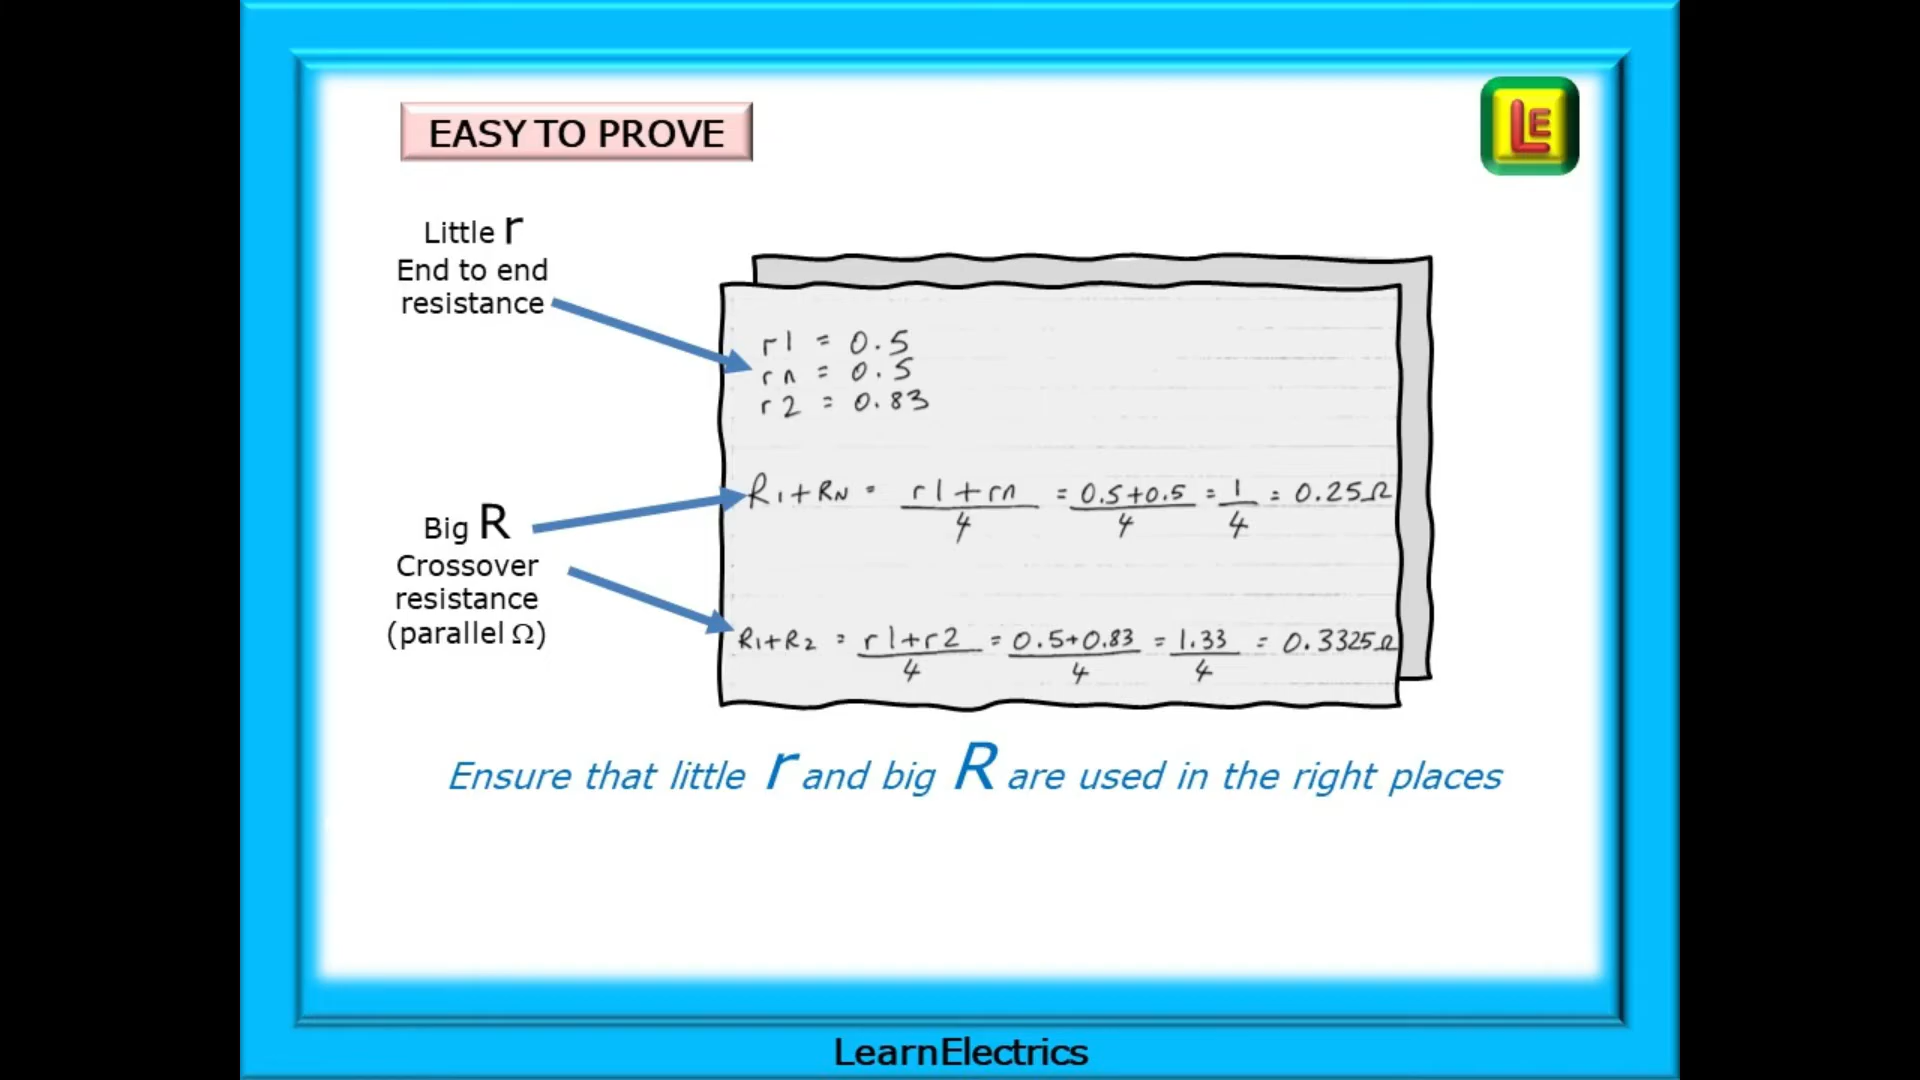 EASY TO PROVE
LE
Little r
End to end
resistance
r1 = 0.5
rn = 0.5
r2 = 0.83
Big R
Crossover
resistance
(parallel Ω)
R1+RN = r1+rn/4 = 0.5+0.5/4 = 1/4 = 0.25Ω
R1+R2 = r1+r2/4 = 0.5+0.83/4 = 1.33/4 = 0.3325Ω
Ensure that little r and big R are used in the right places
LearnElectrics